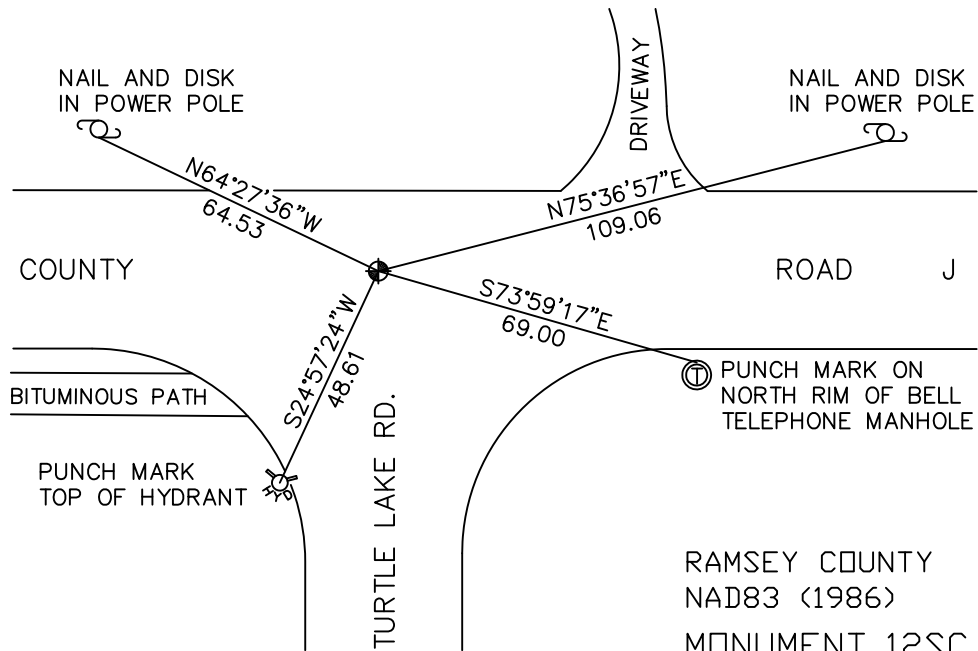 DRIVEWAY
NAIL AND DISK
IN POWER POLE
NAIL AND DISK
IN POWER POLE
N64°27'36"W
64.53
N75°36'57"E
109.06
COUNTY
ROAD J
S73°59'17"E
69.00
S24°57'24"W
48.61
T
PUNCH MARK ON
NORTH RIM OF BELL
TELEPHONE MANHOLE
BITUMINOUS PATH
TURTLE LAKE RD.
PUNCH MARK
TOP OF HYDRANT
HYD
RAMSEY COUNTY
NAD83 (1986)
MONUMENT 12SC